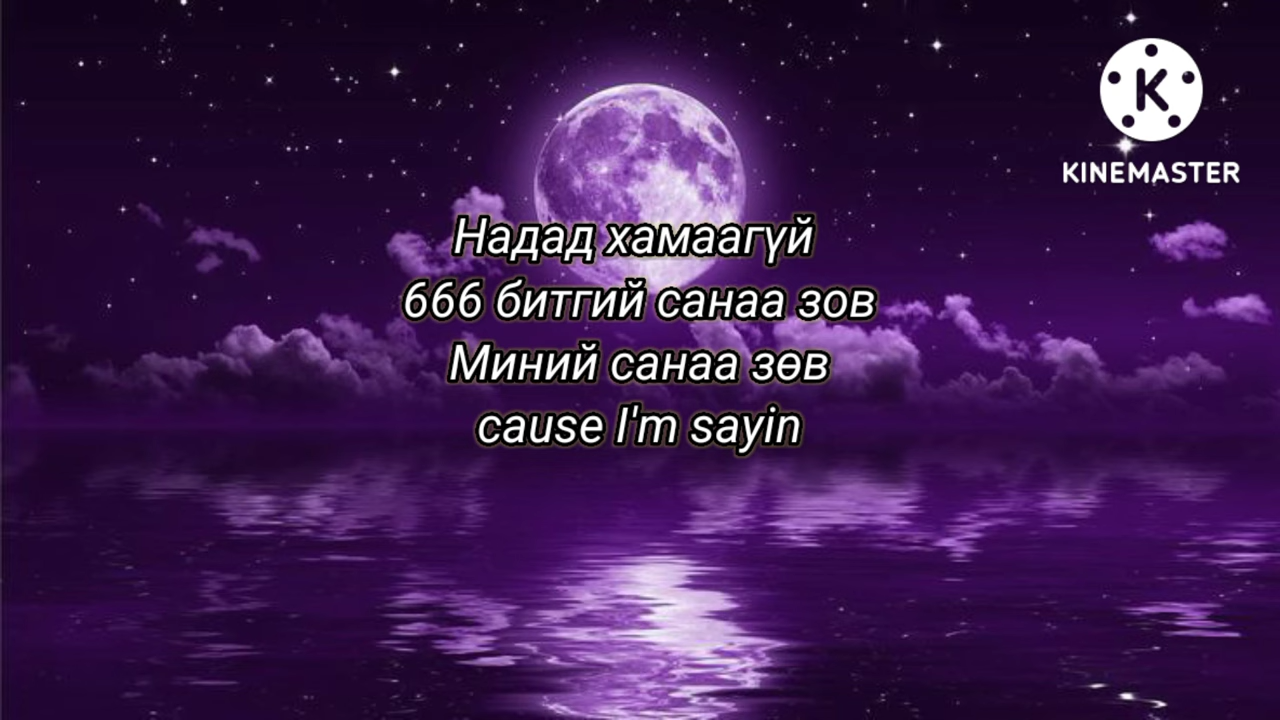 KINEMASTER
Надад хамаагүй
666 битгий санаа зов
Миний санаа зөв
cause I'm sayin